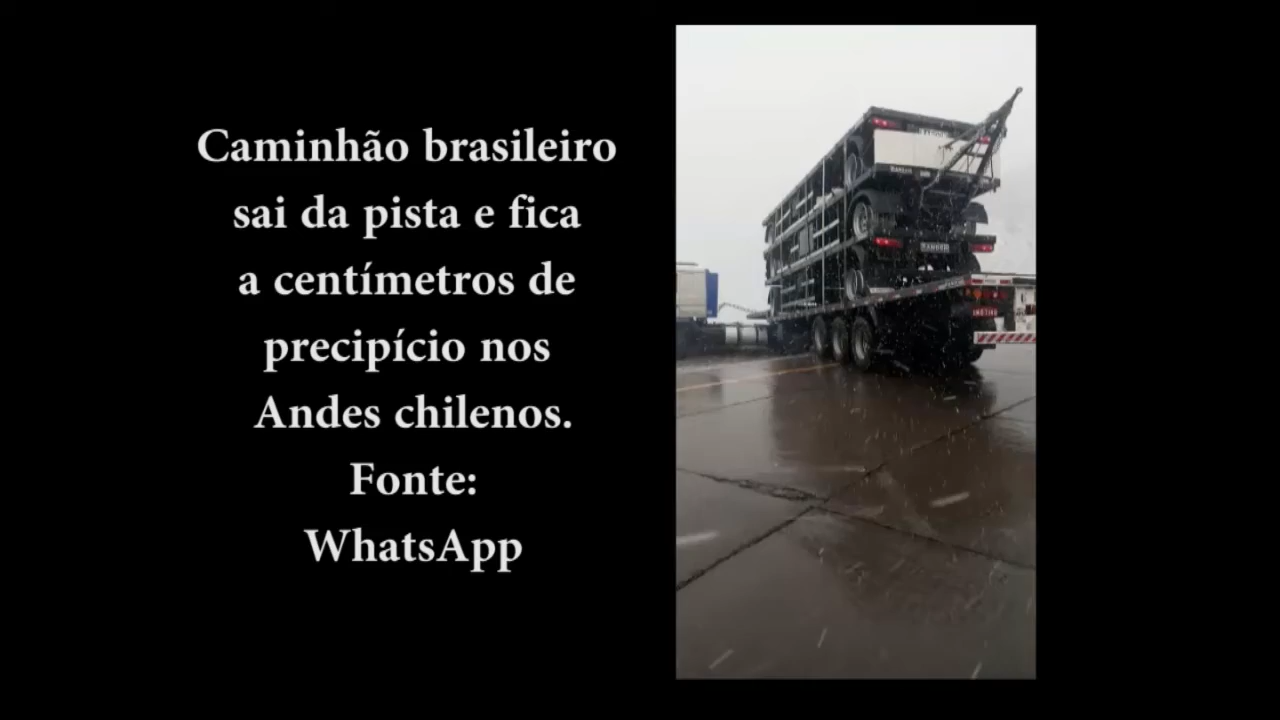 Caminhão brasileiro
sai da pista e fica
a centímetros de
precipício nos
Andes chilenos.
Fonte:
WhatsApp